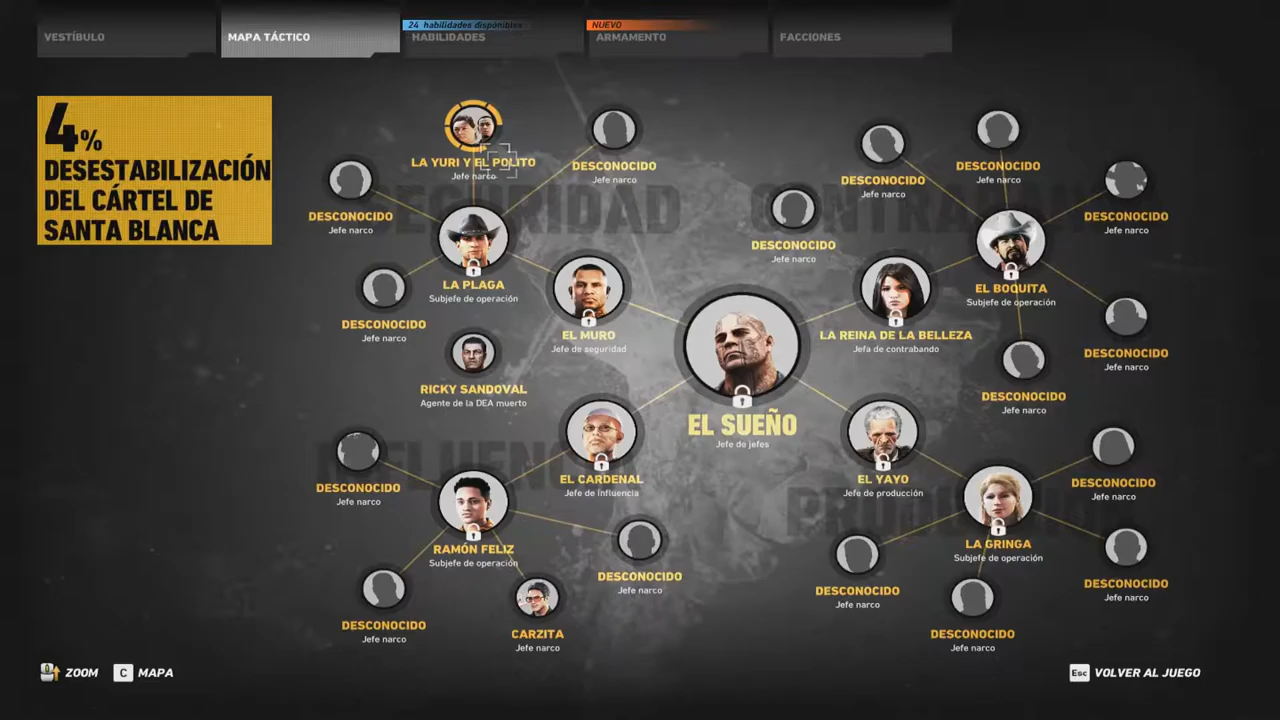 VESTÍBULO
MAPA TÁCTICO
24 habilidades disponibles
HABILIDADES
NUEVO
ARMAMENTO
FACCIONES
4%
DESESTABILIZACIÓN
DEL CÁRTEL DE
SANTA BLANCA
SEGURIDAD
LA YURI Y EL POLITO
Jefe narco
DESCONOCIDO
Jefe narco
DESCONOCIDO
Jefe narco
LA PLAGA
Subjefe de operación
DESCONOCIDO
Jefe narco
EL MURO
Jefe de seguridad
RICKY SANDOVAL
Agente de la DEA muerto
CONTRABANDO
DESCONOCIDO
Jefe narco
DESCONOCIDO
Jefe narco
DESCONOCIDO
Jefe narco
DESCONOCIDO
Jefe narco
EL BOQUITA
Subjefe de operación
LA REINA DE LA BELLEZA
Jefa de contrabando
DESCONOCIDO
Jefe narco
DESCONOCIDO
Jefe narco
EL SUEÑO
Jefe de jefes
INFLUENCIA
EL CARDENAL
Jefe de influencia
DESCONOCIDO
Jefe narco
RAMÓN FELIZ
Subjefe de operación
DESCONOCIDO
Jefe narco
DESCONOCIDO
Jefe narco
CARZITA
Jefe narco
PRODUCCIÓN
EL YAYO
Jefe de producción
DESCONOCIDO
Jefe narco
LA GRINGA
Subjefe de operación
DESCONOCIDO
Jefe narco
DESCONOCIDO
Jefe narco
DESCONOCIDO
Jefe narco
ZOOM
C MAPA
Esc VOLVER AL JUEGO